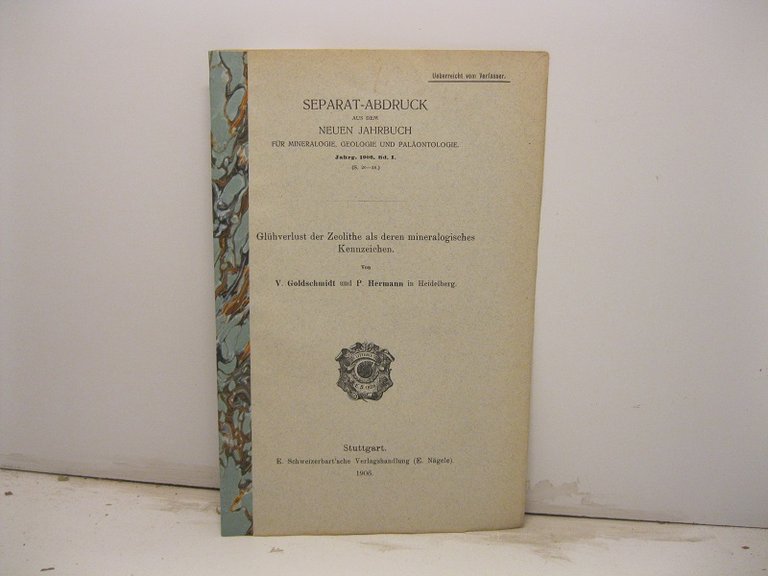 Ueberreicht vom Verfasser.
SEPARAT-ABDRUCK
AUS DEM
NEUEN JAHRBUCH
FÜR MINERALOGIE, GEOLOGIE UND PALÄONTOLOGIE.
Jahrg. 1906. Bd. I.
Glühverlust der Zeolithe als deren mineralogisches
Kennzeichen.
Von
V. Goldschmidt und P. Hermann in Heidelberg.
Stuttgart.
E. Schweizerbart'sche Verlagshandlung (E. Nägele).